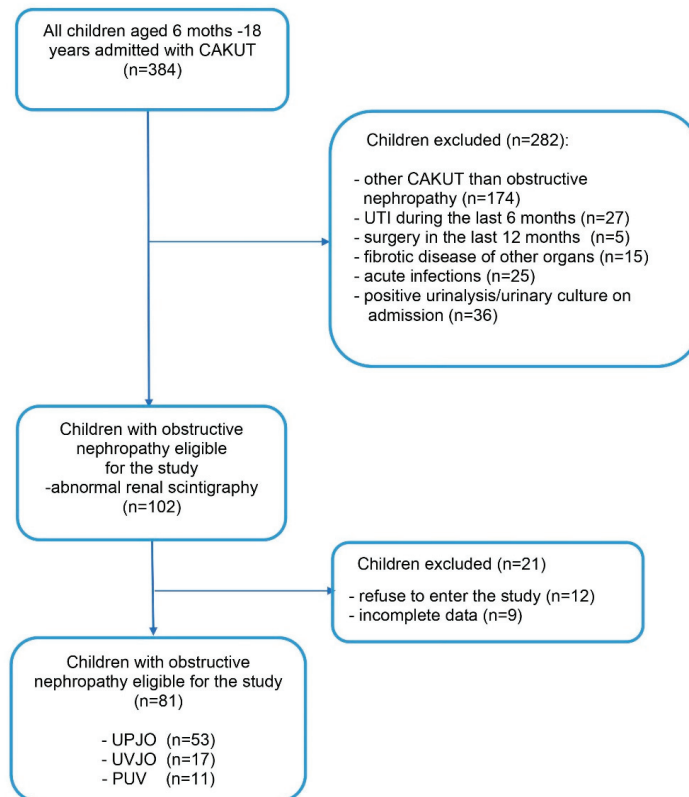 All children aged 6 moths -18
years admitted with CAKUT
(n=384)
Children excluded (n=282):
- other CAKUT than obstructive
nephropathy (n=174)
- UTI during the last 6 months (n=27)
- surgery in the last 12 months (n=5)
- fibrotic disease of other organs (n=15)
- acute infections (n=25)
- positive urinalysis/urinary culture on
admission (n=36)
Children with obstructive
nephropathy eligible
for the study
-abnormal renal scintigraphy
(n=102)
Children excluded (n=21)
- refuse to enter the study (n=12)
- incomplete data (n=9)
Children with obstructive
nephropathy eligible for the study
(n=81)
- UPJO (n=53)
- UVJO (n=17)
- PUV (n=11)